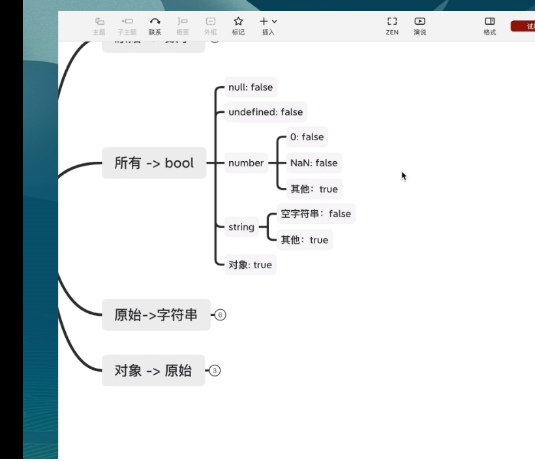 主题 子主题 联系 概要 外框 标记 插入 ZEN 演说 格式
null: false
undefined: false
所有 -> bool
number
0: false
NaN: false
其他: true
string
空字符串: false
其他: true
对象: true
原始->字符串
6
对象 -> 原始
3